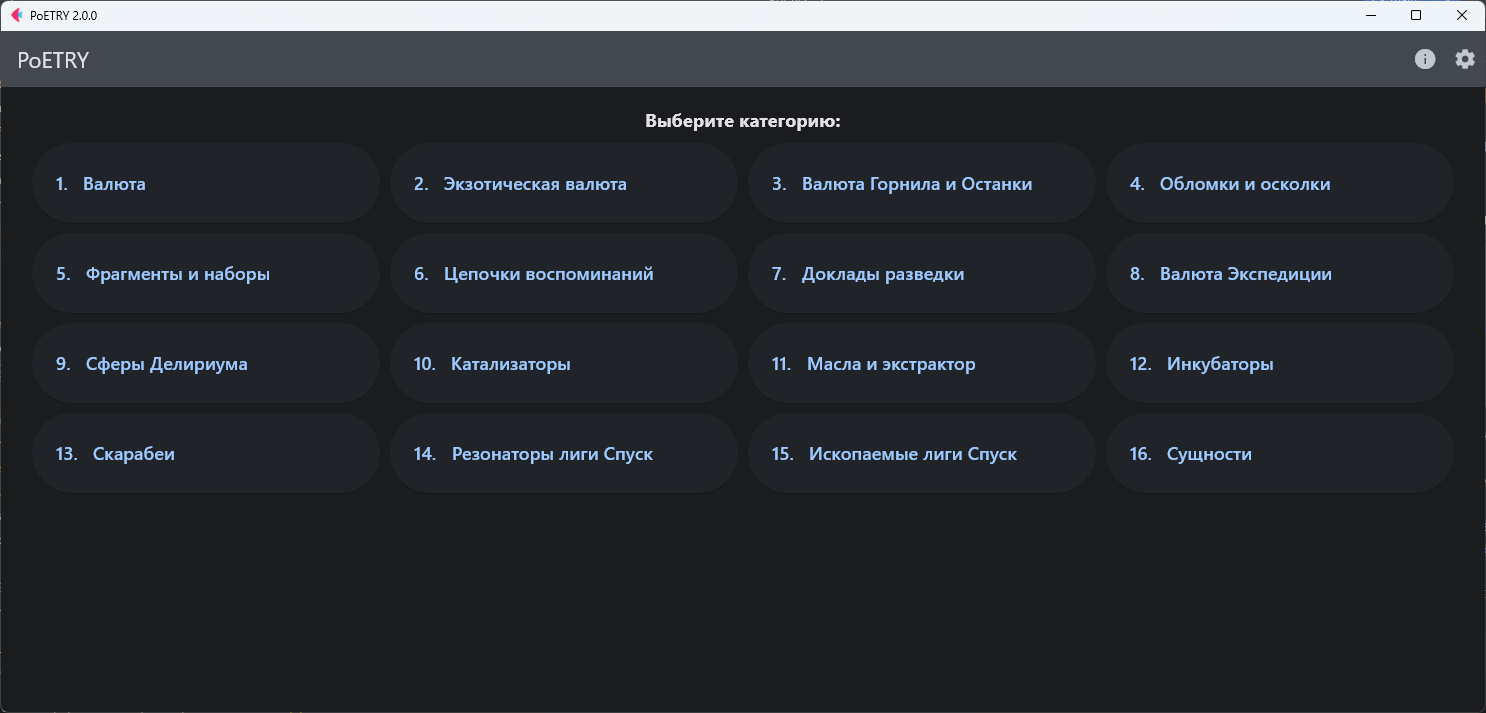 PoETRY 2.0.0
PoETRY
Выберите категорию:
1. Валюта
2. Экзотическая валюта
3. Валюта Горнила и Останки
4. Обломки и осколки
5. Фрагменты и наборы
6. Цепочки воспоминаний
7. Доклады разведки
8. Валюта Экспедиции
9. Сферы Делириума
10. Катализаторы
11. Масла и экстрактор
12. Инкубаторы
13. Скарабеи
14. Резонаторы лиги Спуск
15. Ископаемые лиги Спуск
16. Сущности